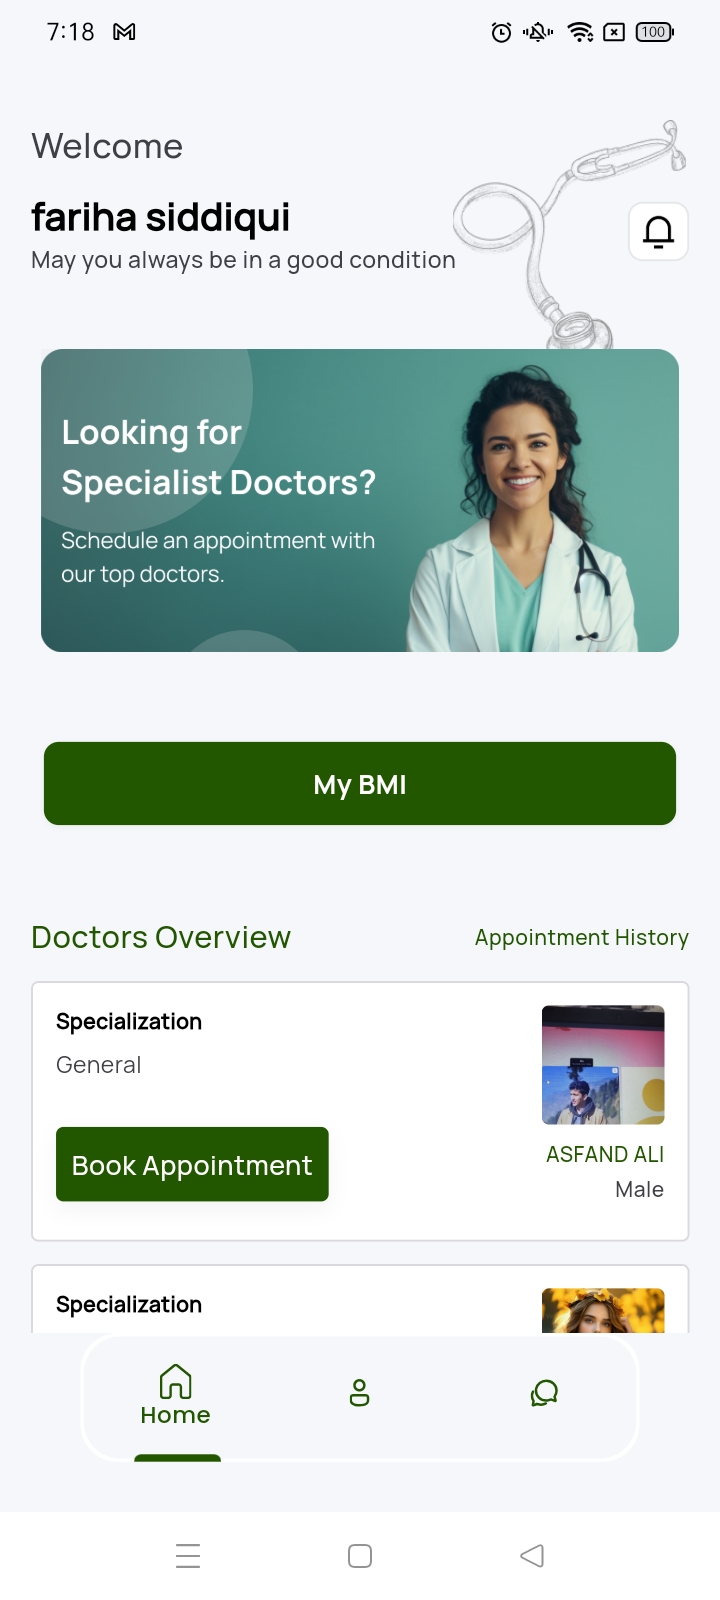 7:18
100
Welcome
fariha siddiqui
May you always be in a good condition
Looking for
Specialist Doctors?
Schedule an appointment with
our top doctors.
My BMI
Doctors Overview
Appointment History
Specialization
General
Book Appointment
ASFAND ALI
Male
Specialization
Home